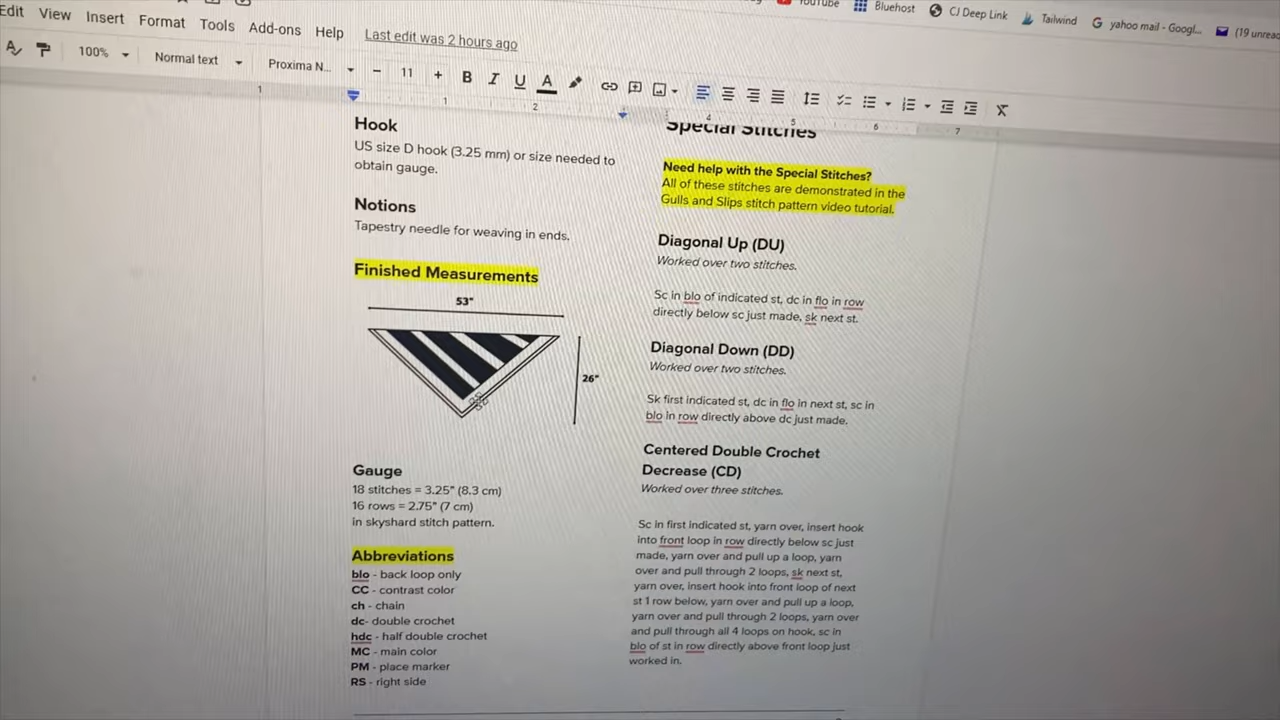 YouTube
Bluehost
CJ Deep Link
Tailwind
yahoo mail - Googl...
(19 unread
Edit View Insert Format Tools Add-ons Help Last edit was 2 hours ago
100% Normal text Proxima N... − 11 + B I U A
1 1 2 4 5 6 7
Hook
US size D hook (3.25 mm) or size needed to
obtain gauge.
Notions
Tapestry needle for weaving in ends.
Finished Measurements
53"
26"
Gauge
18 stitches = 3.25" (8.3 cm)
16 rows = 2.75" (7 cm)
in skyshard stitch pattern.
Abbreviations
blo - back loop only
CC - contrast color
ch - chain
dc- double crochet
hdc - half double crochet
MC - main color
PM - place marker
RS - right side
Special Stitches
Need help with the Special Stitches?
All of these stitches are demonstrated in the
Gulls and Slips stitch pattern video tutorial.
Diagonal Up (DU)
Worked over two stitches.
Sc in blo of indicated st, dc in flo in row
directly below sc just made, sk next st.
Diagonal Down (DD)
Worked over two stitches.
Sk first indicated st, dc in flo in next st, sc in
blo in row directly above dc just made.
Centered Double Crochet
Decrease (CD)
Worked over three stitches.
Sc in first indicated st, yarn over, insert hook
into front loop in row directly below sc just
made, yarn over and pull up a loop, yarn
over and pull through 2 loops, sk next st,
yarn over, insert hook into front loop of next
st 1 row below, yarn over and pull up a loop,
yarn over and pull through 2 loops, yarn over
and pull through all 4 loops on hook, sc in
blo of st in row directly above front loop just
worked in.